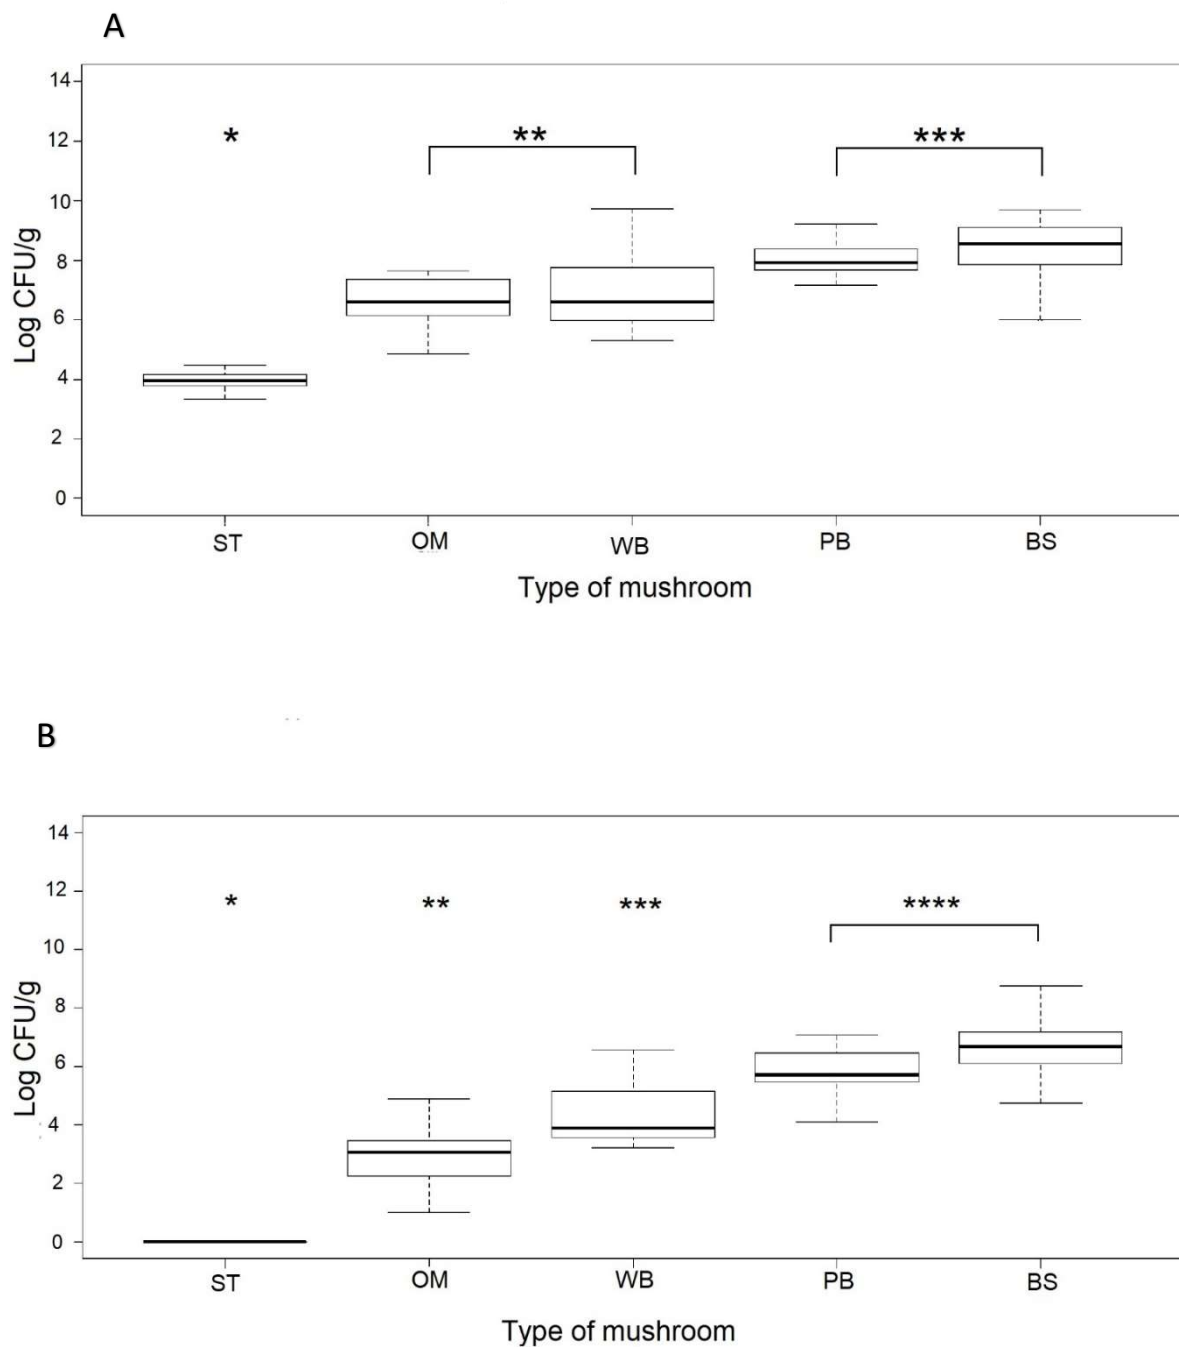 A
14
12
10
8
6
4
2
0
Log CFU/g
*
**
***
ST
OM
WB
PB
BS
Type of mushroom
B
14
12
10
8
6
4
2
0
Log CFU/g
*
**
***
****
ST
OM
WB
PB
BS
Type of mushroom